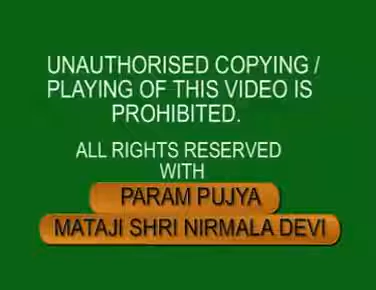 UNAUTHORISED COPYING /
PLAYING OF THIS VIDEO IS
PROHIBITED.
ALL RIGHTS RESERVED
WITH
PARAM PUJYA
MATAJI SHRI NIRMALA DEVI